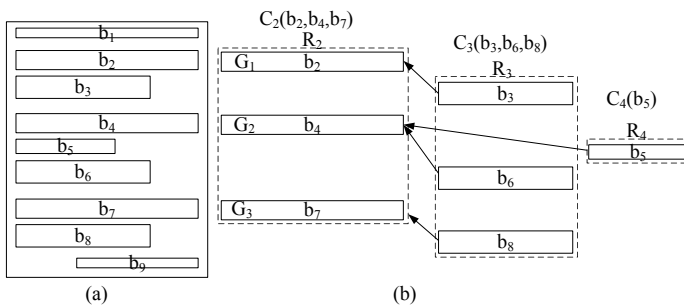 b1
b2
b3
b4
b5
b6
b7
b8
b9
(a)
C2(b2,b4,b7)
R2
G1 b2
G2 b4
G3 b7
C3(b3,b6,b8)
R3
b3
b6
b8
C4(b5)
R4
b5
(b)